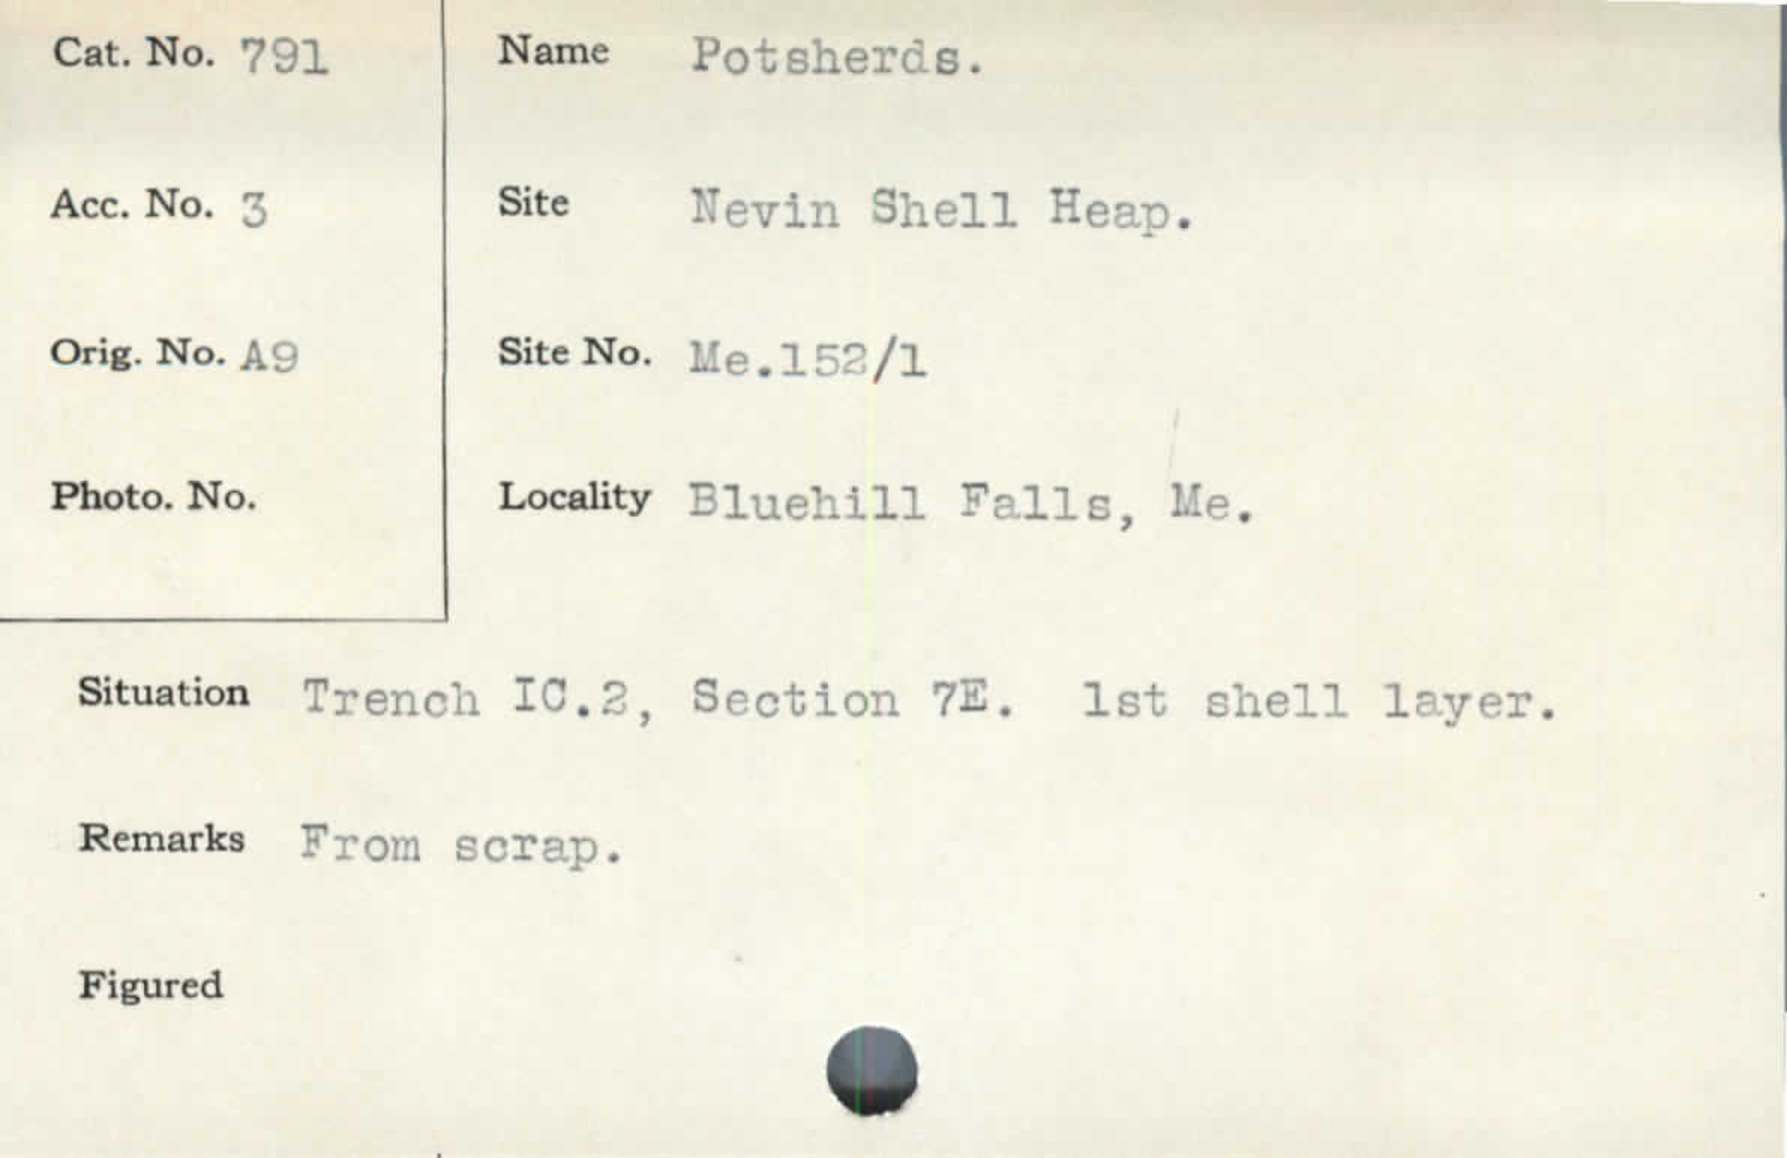 Cat. No. 791
Name Potsherds.
Acc. No. 3
Site Nevin Shell Heap.
Orig. No. A9
Site No. Me.152/1
Photo. No.
Locality Bluehill Falls, Me.
Situation Trench IC.2, Section 7E. 1st shell layer.
Remarks From scrap.
Figured